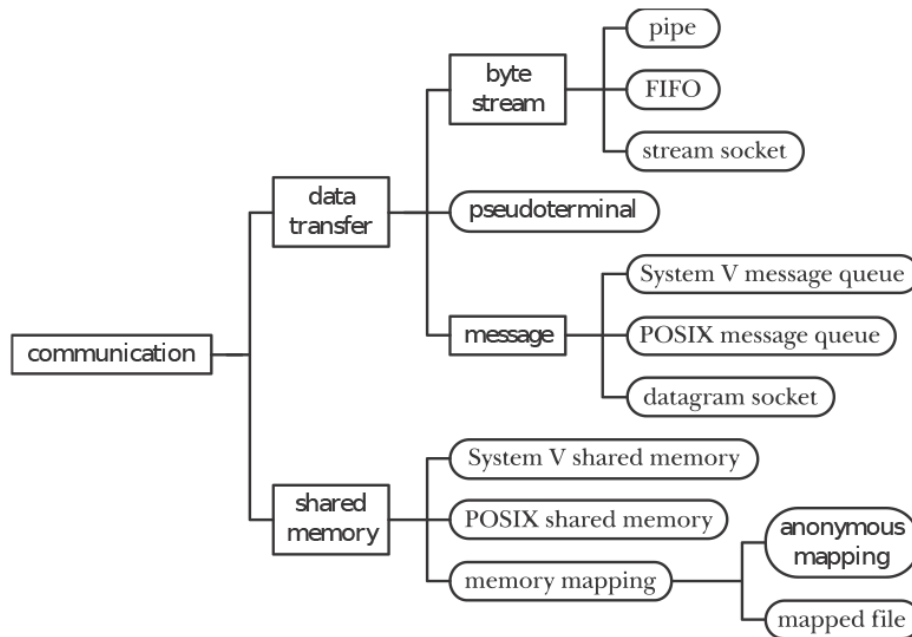 pipe
byte
stream
FIFO
stream socket
data
transfer
pseudoterminal
System V message queue
message
POSIX message queue
datagram socket
communication
System V shared memory
shared
memory
POSIX shared memory
anonymous
mapping
memory mapping
mapped file